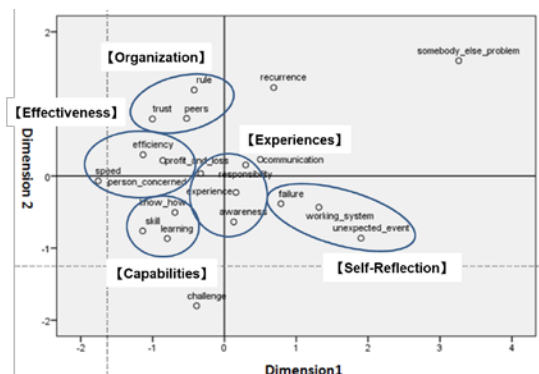 2
somebody_else_problem
【Organization】
rule
recurrence
【Effectiveness】
trust
peers
1
efficiency
【Experiences】
profit_and_loss
communication
speed
responsibility
person_concerned
0
experience
failure
know_how
awareness
working_system
skill
learning
unexpected_event
-1
【Capabilities】
【Self-Reflection】
challenge
-2
-2
-1
0
1
2
3
4
Dimension 2
Dimension1